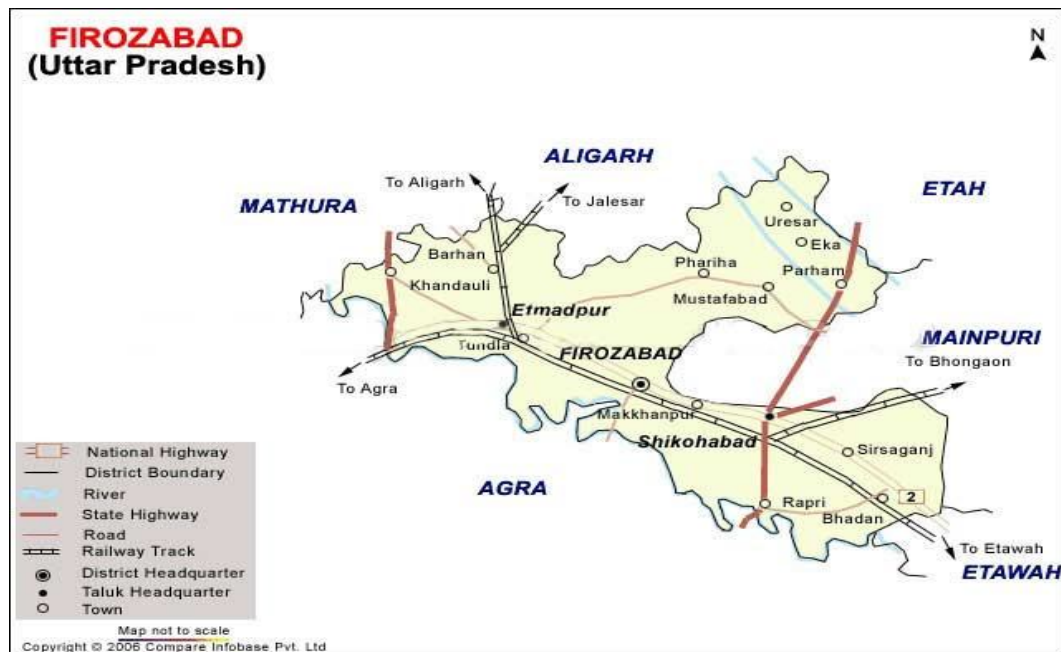 FIROZABAD
(Uttar Pradesh)
N
ALIGARH
To Aligarh
ETAH
To Jalesar
MATHURA
Uresar
Eka
Barhan
Phariha
Parham
Khandauli
Mustafabad
Etmadpur
MAINPURI
Tundla
FIROZABAD
To Bhongaon
To Agra
Makkhanpur
Shikohabad
Sirsaganj
AGRA
Rapri
2
Bhadan
To Etawah
ETAWAH
National Highway
District Boundary
River
State Highway
Road
Railway Track
District Headquarter
Taluk Headquarter
Town
Map not to scale
Copyright © 2006 Compare Infobase Pvt. Ltd